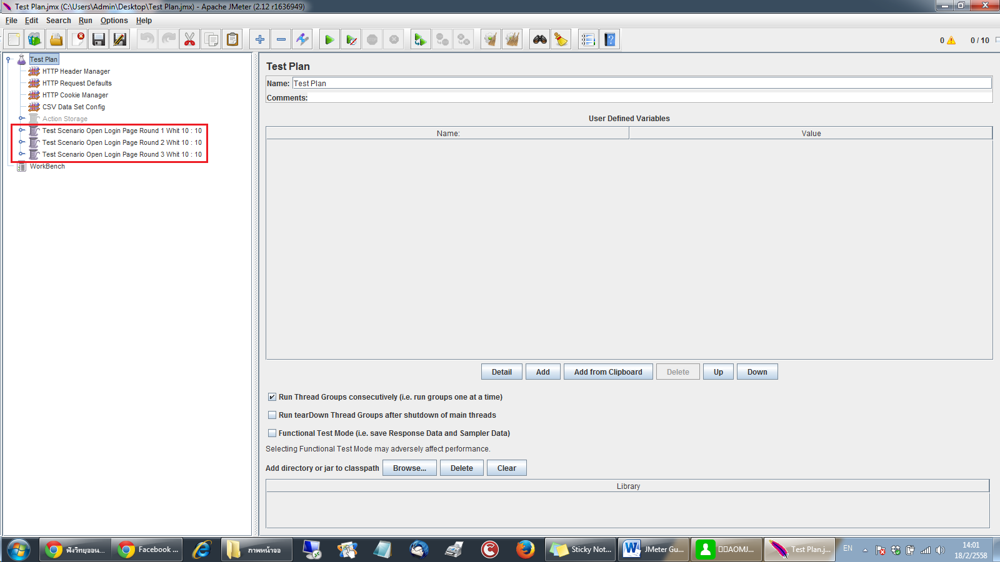 Test Plan.jmx (C:\Users\Admin\Desktop\Test Plan.jmx) - Apache JMeter (2.12 r1636949)
File Edit Search Run Options Help
0 0 / 10
Test Plan
HTTP Header Manager
HTTP Request Defaults
HTTP Cookie Manager
CSV Data Set Config
Action Storage
Test Scenario Open Login Page Round 1 Whit 10 : 10
Test Scenario Open Login Page Round 2 Whit 10 : 10
Test Scenario Open Login Page Round 3 Whit 10 : 10
WorkBench
Test Plan
Name: Test Plan
Comments:
User Defined Variables
Name: Value
Detail Add Add from Clipboard Delete Up Down
Run Thread Groups consecutively (i.e. run groups one at a time)
Run tearDown Thread Groups after shutdown of main threads
Functional Test Mode (i.e. save Response Data and Sampler Data)
Selecting Functional Test Mode may adversely affect performance.
Add directory or jar to classpath Browse... Delete Clear
Library
ฟังวิทยุออน... Facebook ... ภาพหน้าจอ Sticky Not... JMeter Gu... AOMJ... Test Plan.j... EN 14:01
18/2/2558